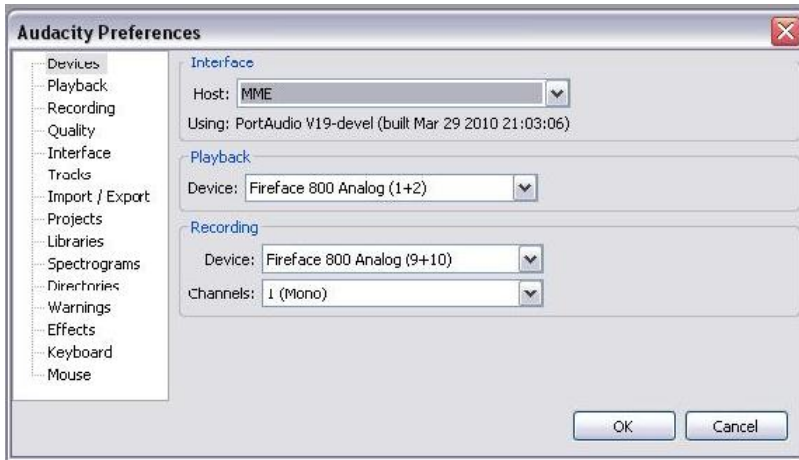 Audacity Preferences
Devices
Playback
Recording
Quality
Interface
Tracks
Import / Export
Projects
Libraries
Spectrograms
Directories
Warnings
Effects
Keyboard
Mouse
Interface
Host: MME
Using: PortAudio V19-devel (built Mar 29 2010 21:03:06)
Playback
Device: Fireface 800 Analog (1+2)
Recording
Device: Fireface 800 Analog (9+10)
Channels: 1 (Mono)
OK Cancel